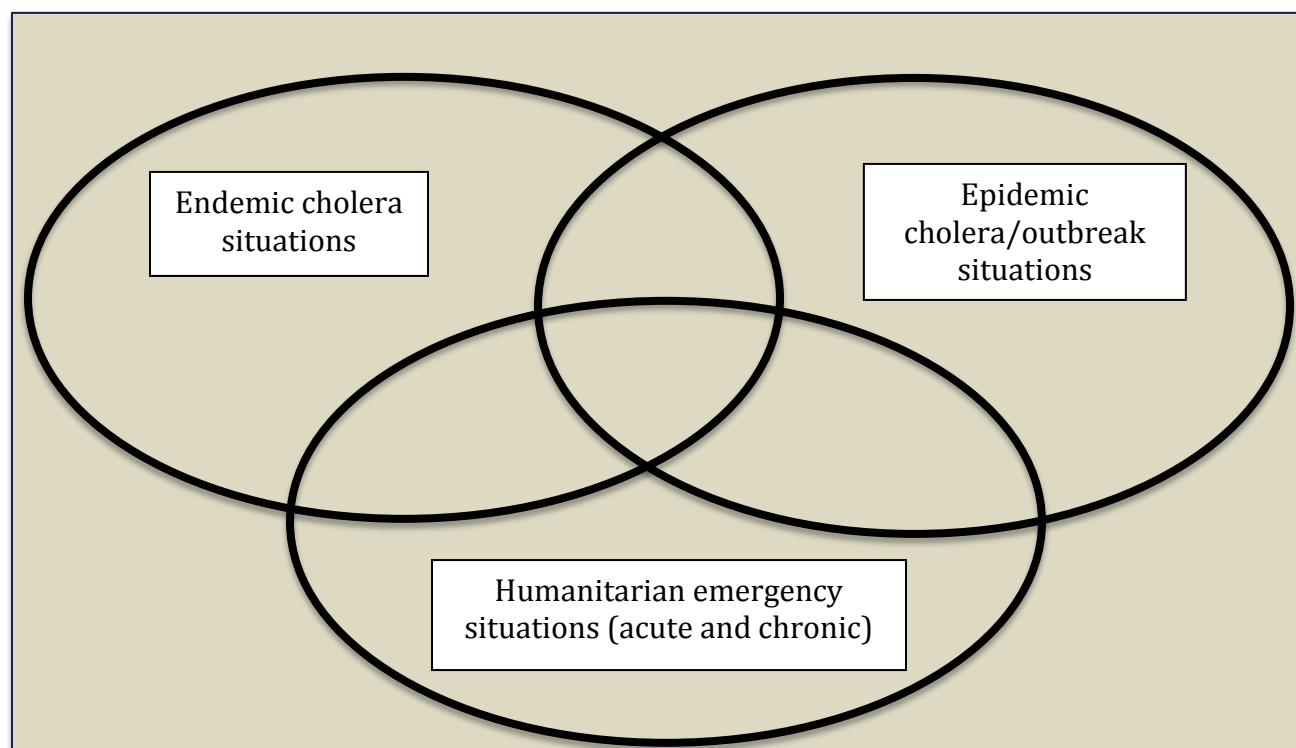 Endemic cholera
situations
Epidemic
cholera/outbreak
situations
Humanitarian emergency
situations (acute and chronic)